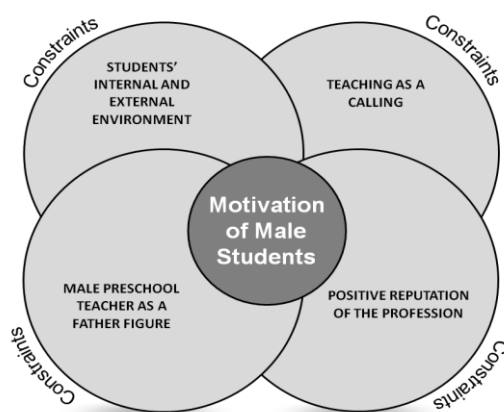 Constraints
Constraints
STUDENTS'
INTERNAL AND
EXTERNAL
ENVIRONMENT
TEACHING AS A
CALLING
Motivation
of Male
Students
MALE PRESCHOOL
TEACHER AS A
FATHER FIGURE
POSITIVE REPUTATION
OF THE PROFESSION
Constraints
Constraints